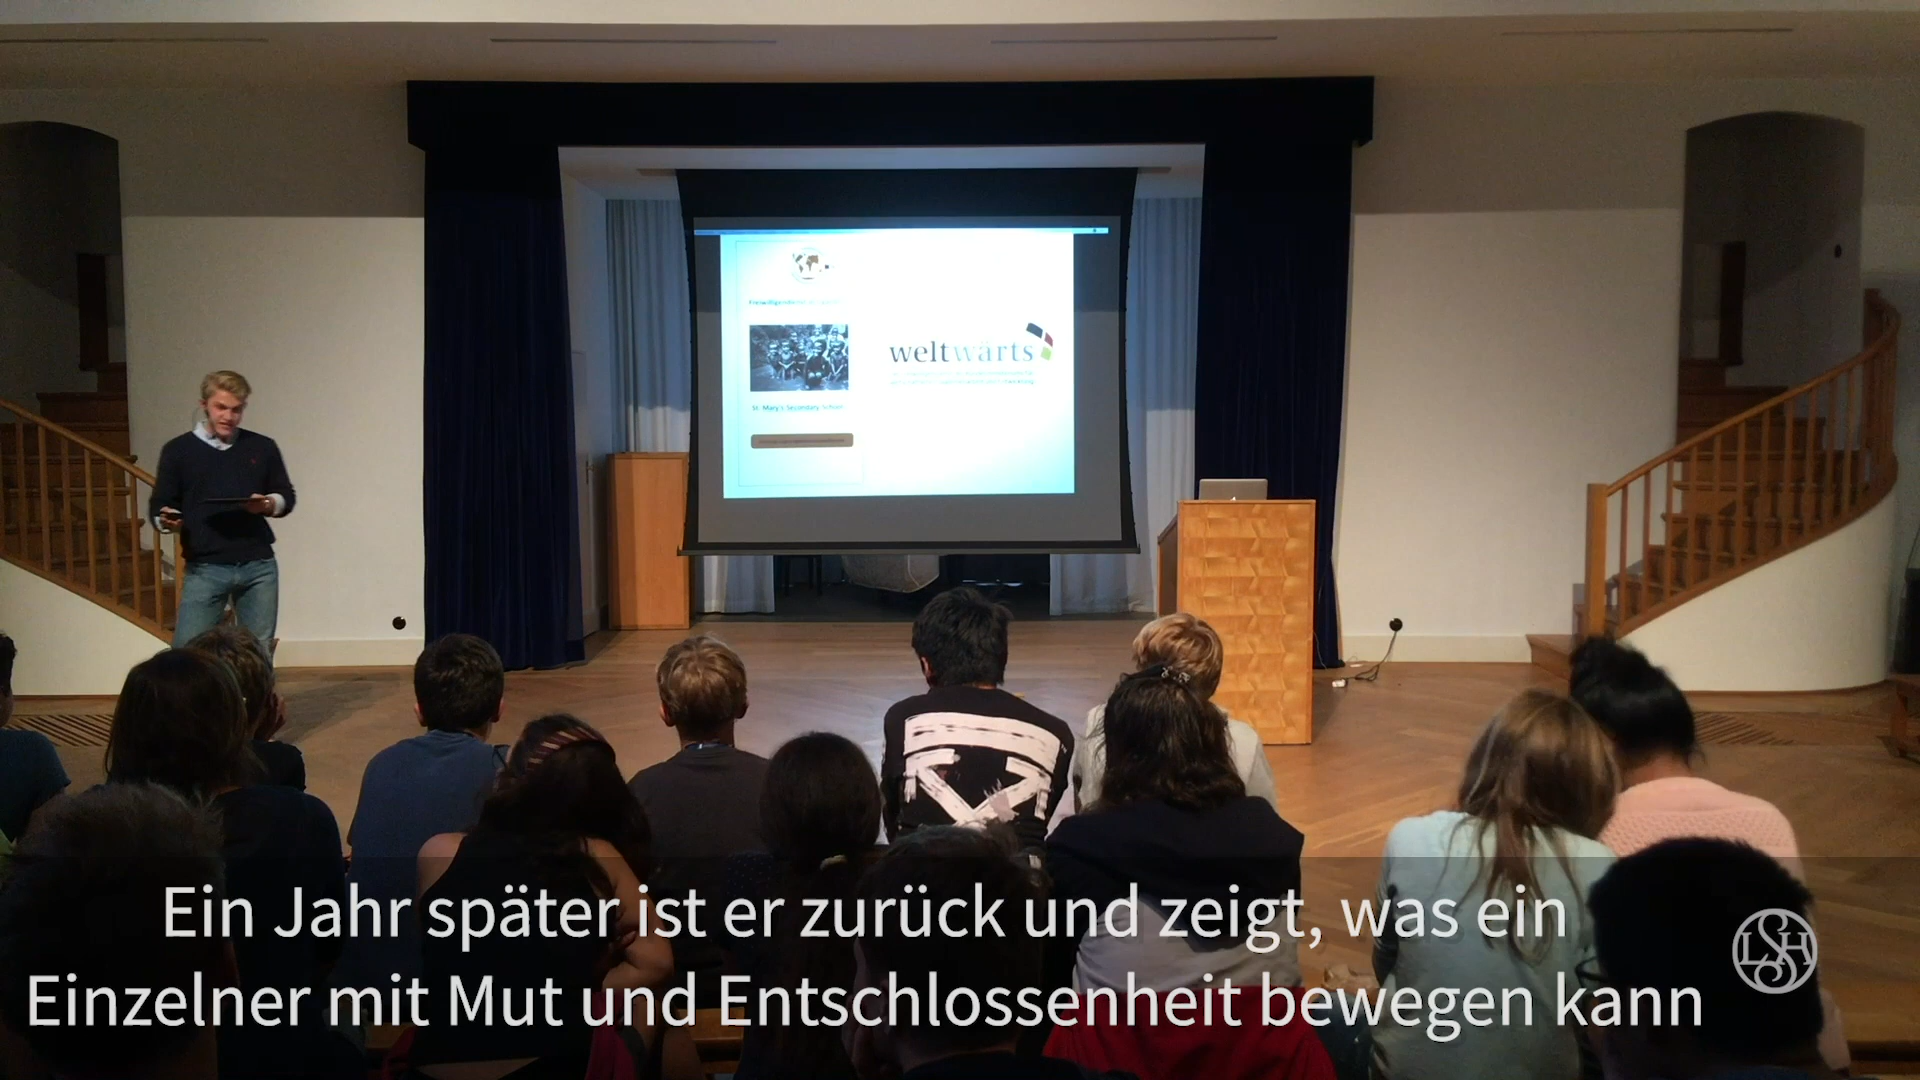 weltwärts
St. Mary's Secondary School
Ein Jahr später ist er zurück und zeigt, was ein
Einzelner mit Mut und Entschlossenheit bewegen kann
LSH